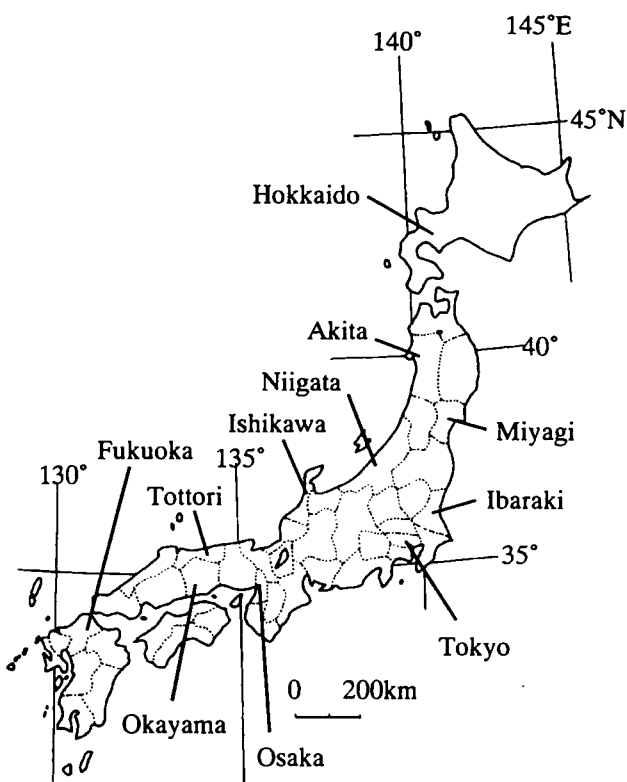 145°E
140°
45°N
Hokkaido
Akita
40°
Niigata
Ishikawa
Miyagi
Fukuoka
135°
130°
Tottori
Ibaraki
35°
Tokyo
0 200km
Okayama
Osaka